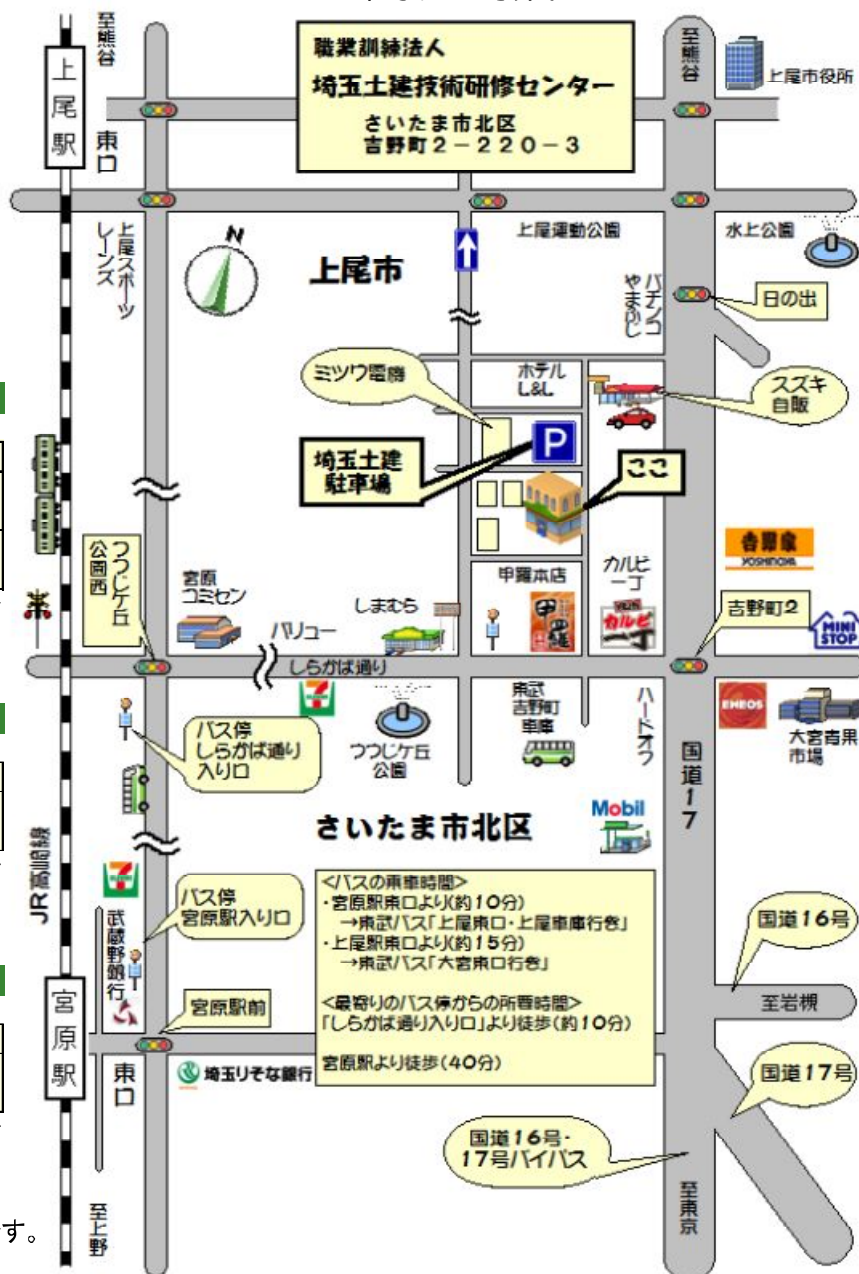 職業訓練法人
埼玉土建技術研修センター
さいたま市北区
吉野町2-220-3
至熊谷
上尾駅
東口
至熊谷
上尾市役所
上尾スポーツ
レーンズ
N
上尾市
上尾運動公園
水上公園
パチンコ
やまふじ
日の出
ミツワ電機
ホテル
L&L
スズキ
自販
P
埼玉土建
駐車場
ここ
つつじケ丘
公園西
宮原
コミセン
バリュー
しまむら
甲羅本店
甲羅
カルビ
一丁
カルビ一丁
吉野家
YOSHINOYA
吉野町2
MINI
STOP
しらかば通り
バス停
しらかば通り
入り口
つつじケ丘
公園
東武
吉野町
車庫
ハードオフ
国道17
ENEOS
大宮青果
市場
JR高崎線
さいたま市北区
Mobil
バス停
宮原駅入り口
武蔵野銀行
<バスの乗車時間>
・宮原駅東口より(約10分)
→東武バス「上尾東口・上尾車庫行き」
・上尾駅東口より(約15分)
→東武バス「大宮東口行き」
<最寄りのバス停からの所要時間>
「しらかば通り入り口」より徒歩(約10分)
宮原駅より徒歩(40分)
国道16号
至岩槻
宮原駅
宮原駅前
東口
埼玉りそな銀行
国道17号
国道16号・
17号バイパス
至上野
至東京
す。